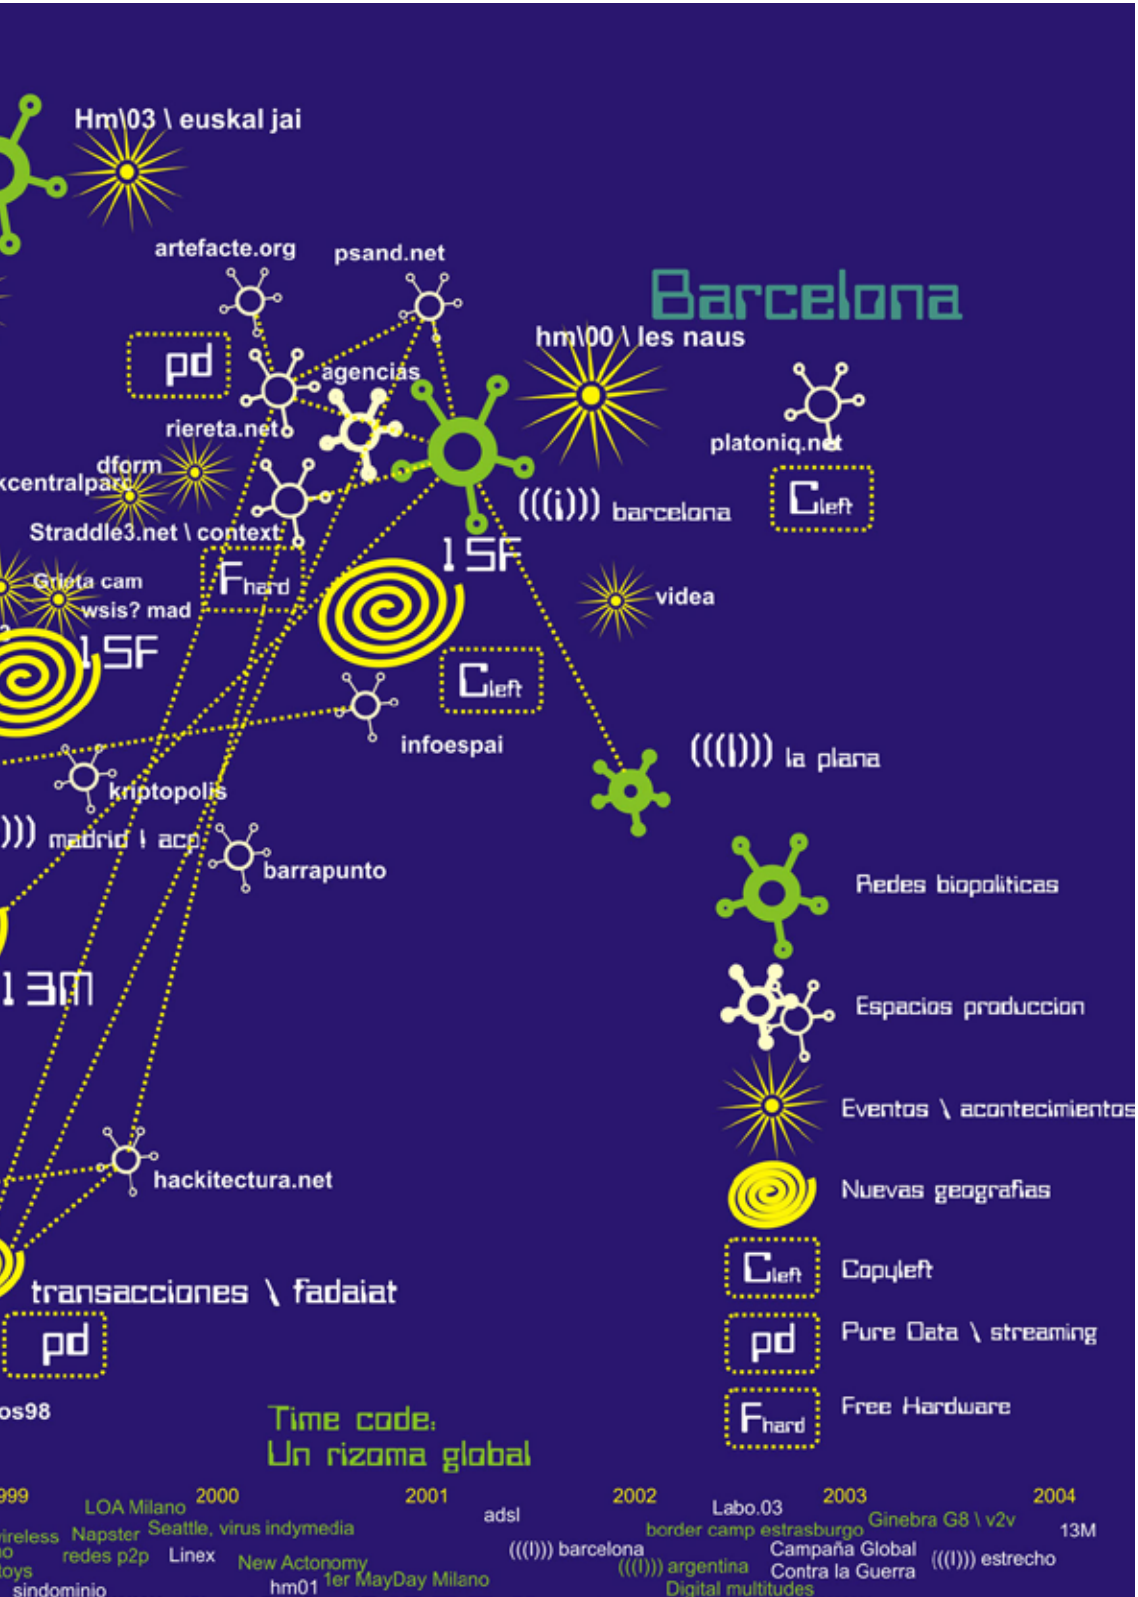 Hm\03 \ euskal jai
artefacte.org
psand.net
Barcelona
hm\00 \ les naus
pd
agencias
riereta.net
platoniq.net
dform
kcentralparc
Cleft
(((i))) barcelona
Straddle3.net \ context
15F
Fhard
Grieta cam
wsis? mad
videa
15F
Cleft
infoespai
(((I))) la plana
kriptopolis
))) madrid \ acp
barrapunto
Redes biopoliticas
13M
Espacios produccion
Eventos \ acontecimientos
hackitectura.net
Nuevas geografias
Cleft
Copyleft
transacciones \ fadaiat
pd
pd
Pure Data \ streaming
os98
Fhard
Free Hardware
Time code:
Un rizoma global
999
2000
2001
2002
2003
2004
LOA Milano
adsl
Labo.03
Ginebra G8 \ v2v
wireless
Napster
Seattle, virus indymedia
border camp estrasburgo
13M
redes p2p
Linex
(((I))) barcelona
Campaña Global
Contra la Guerra
(((I))) estrecho
toys
New Actonomy
(((I))) argentina
sindominio
hm01
1er MayDay Milano
Digital multitudes